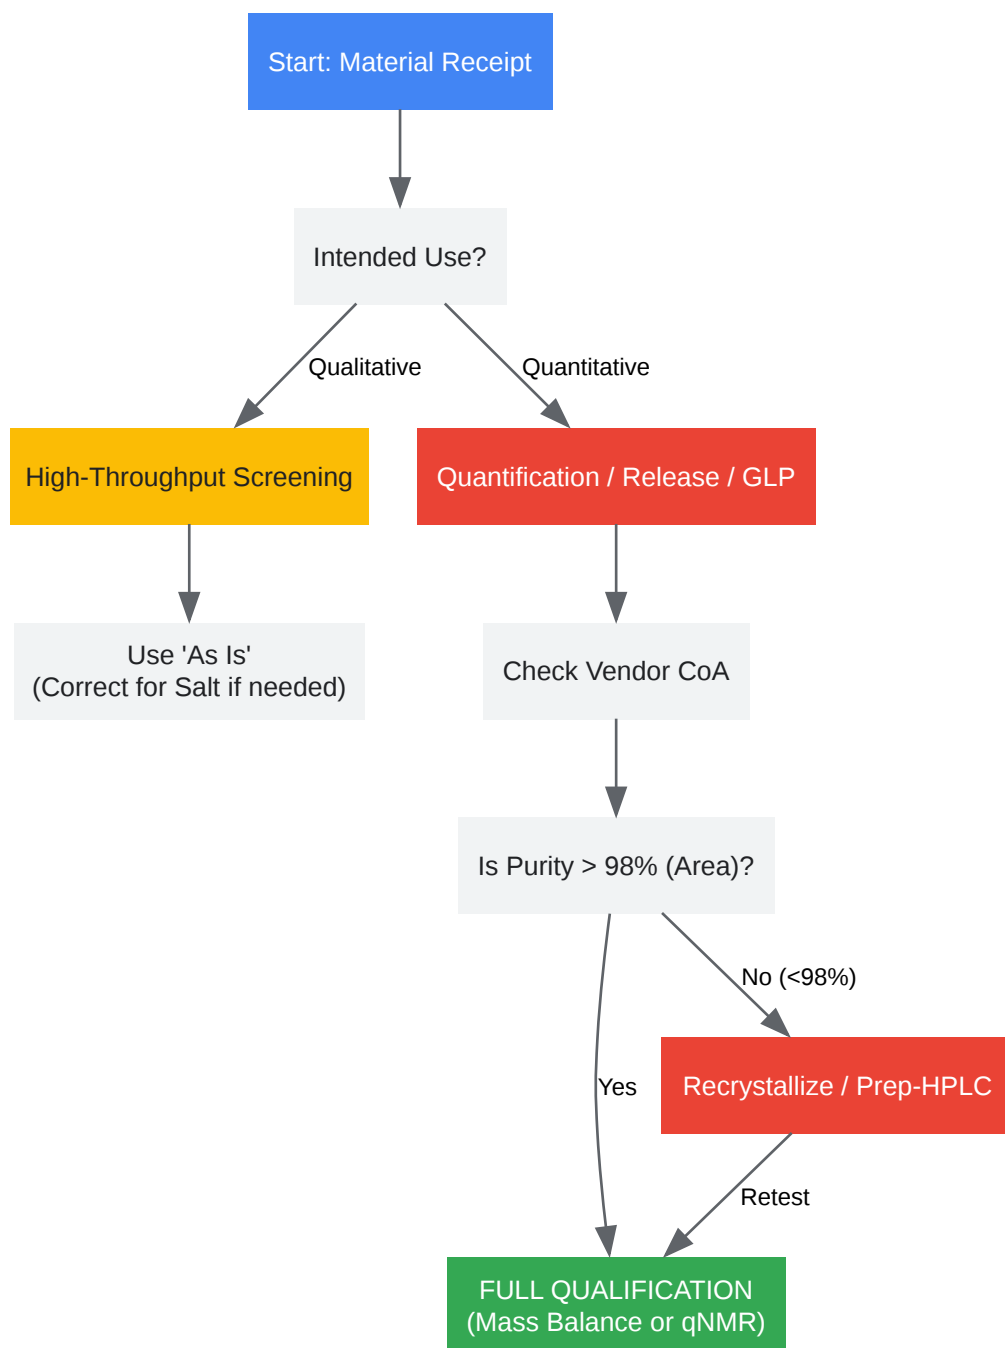 Start: Material Receipt
Intended Use?
Qualitative
Quantitative
High-Throughput Screening
Quantification / Release / GLP
Use 'As Is'
(Correct for Salt if needed)
Check Vendor CoA
Is Purity > 98% (Area)?
No (<98%)
Yes
Recrystallize / Prep-HPLC
Retest
FULL QUALIFICATION
(Mass Balance or qNMR)